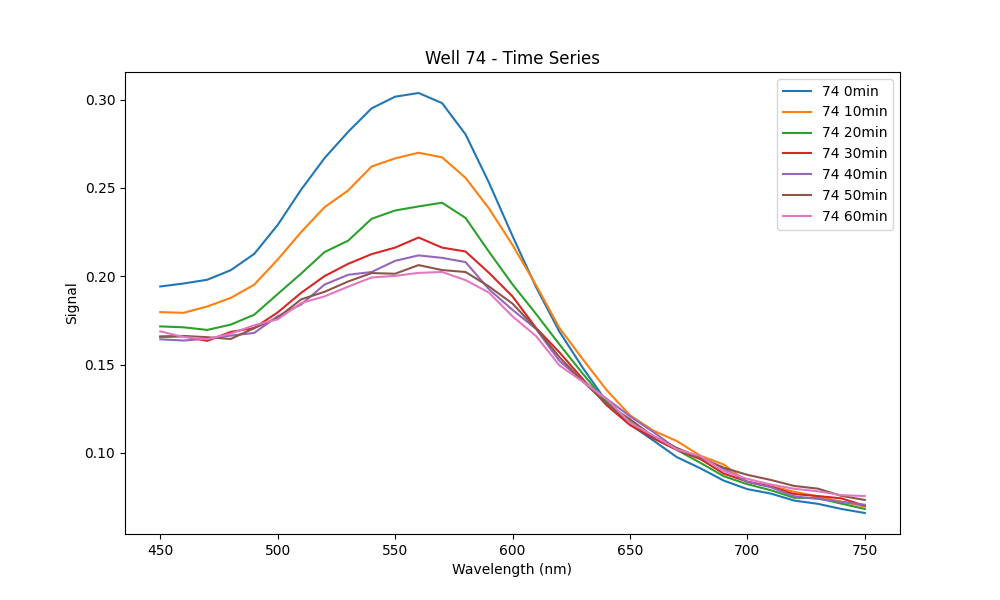 Well 74 - Time Series
74 0min
74 10min
74 20min
74 30min
74 40min
74 50min
74 60min
0.30
0.25
0.20
0.15
0.10
Signal
450 500 550 600 650 700 750
Wavelength (nm)